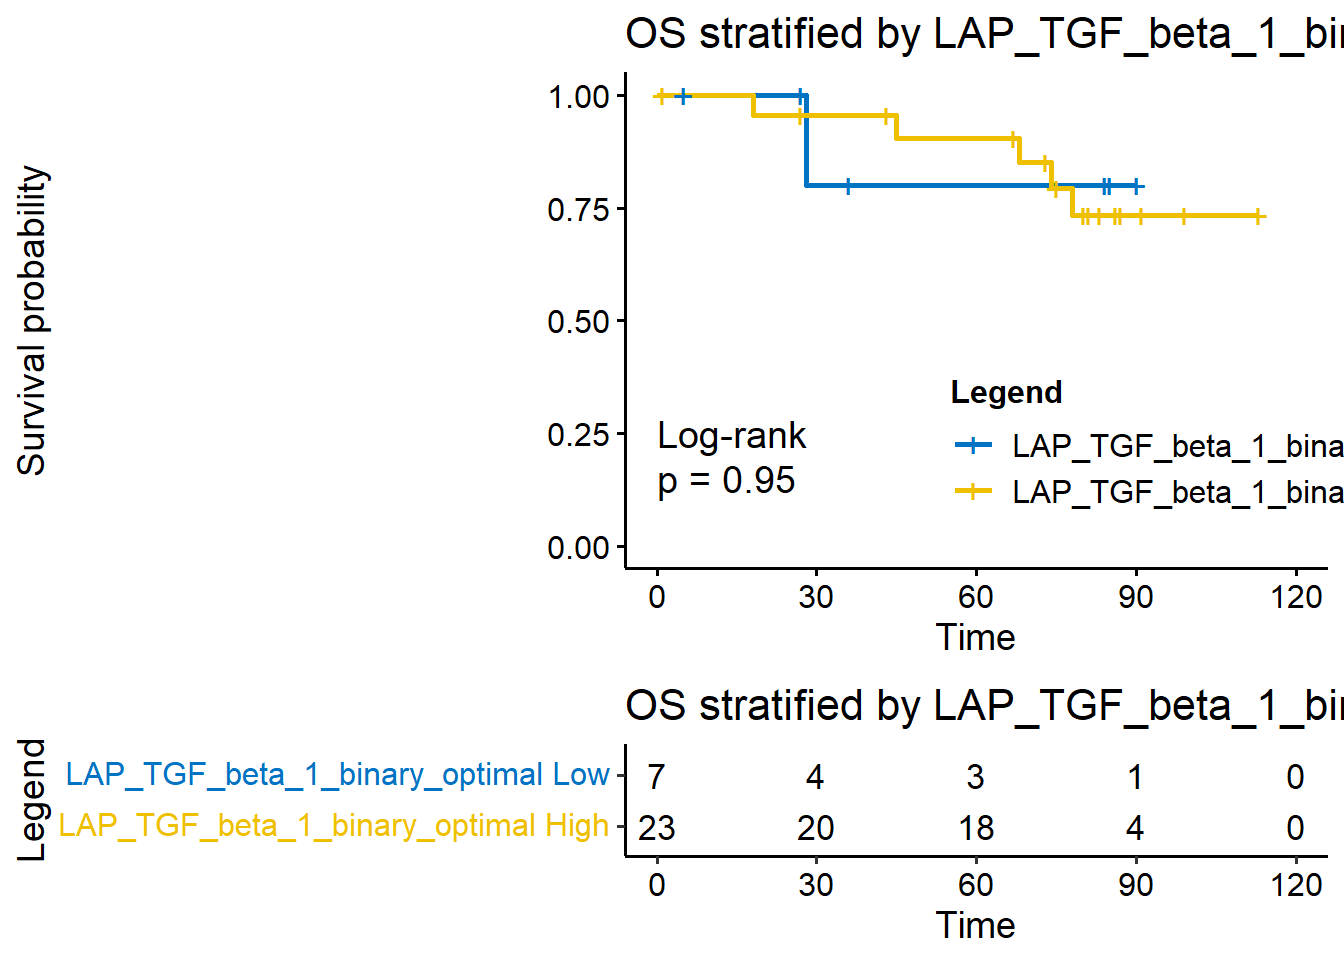 OS stratified by LAP_TGF_beta_1_bin
Survival probability
1.00
0.75
0.50
0.25
0.00
Log-rank
p = 0.95
Legend
LAP_TGF_beta_1_bina
LAP_TGF_beta_1_bina
0 30 60 90 120
Time
OS stratified by LAP_TGF_beta_1_bin
Legend
LAP_TGF_beta_1_binary_optimal Low 7 4 3 1 0
LAP_TGF_beta_1_binary_optimal High 23 20 18 4 0
0 30 60 90 120
Time